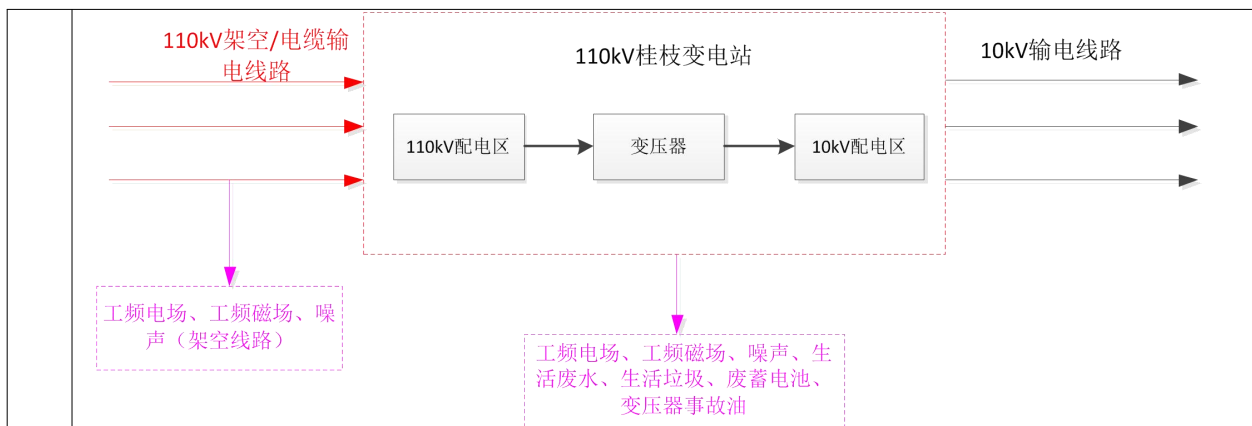 110kV架空/电缆输
电线路
110kV桂枝变电站
10kV输电线路
110kV配电区
变压器
10kV配电区
工频电场、工频磁场、噪
声（架空线路）
工频电场、工频磁场、噪声、生
活废水、生活垃圾、废蓄电池、
变压器事故油